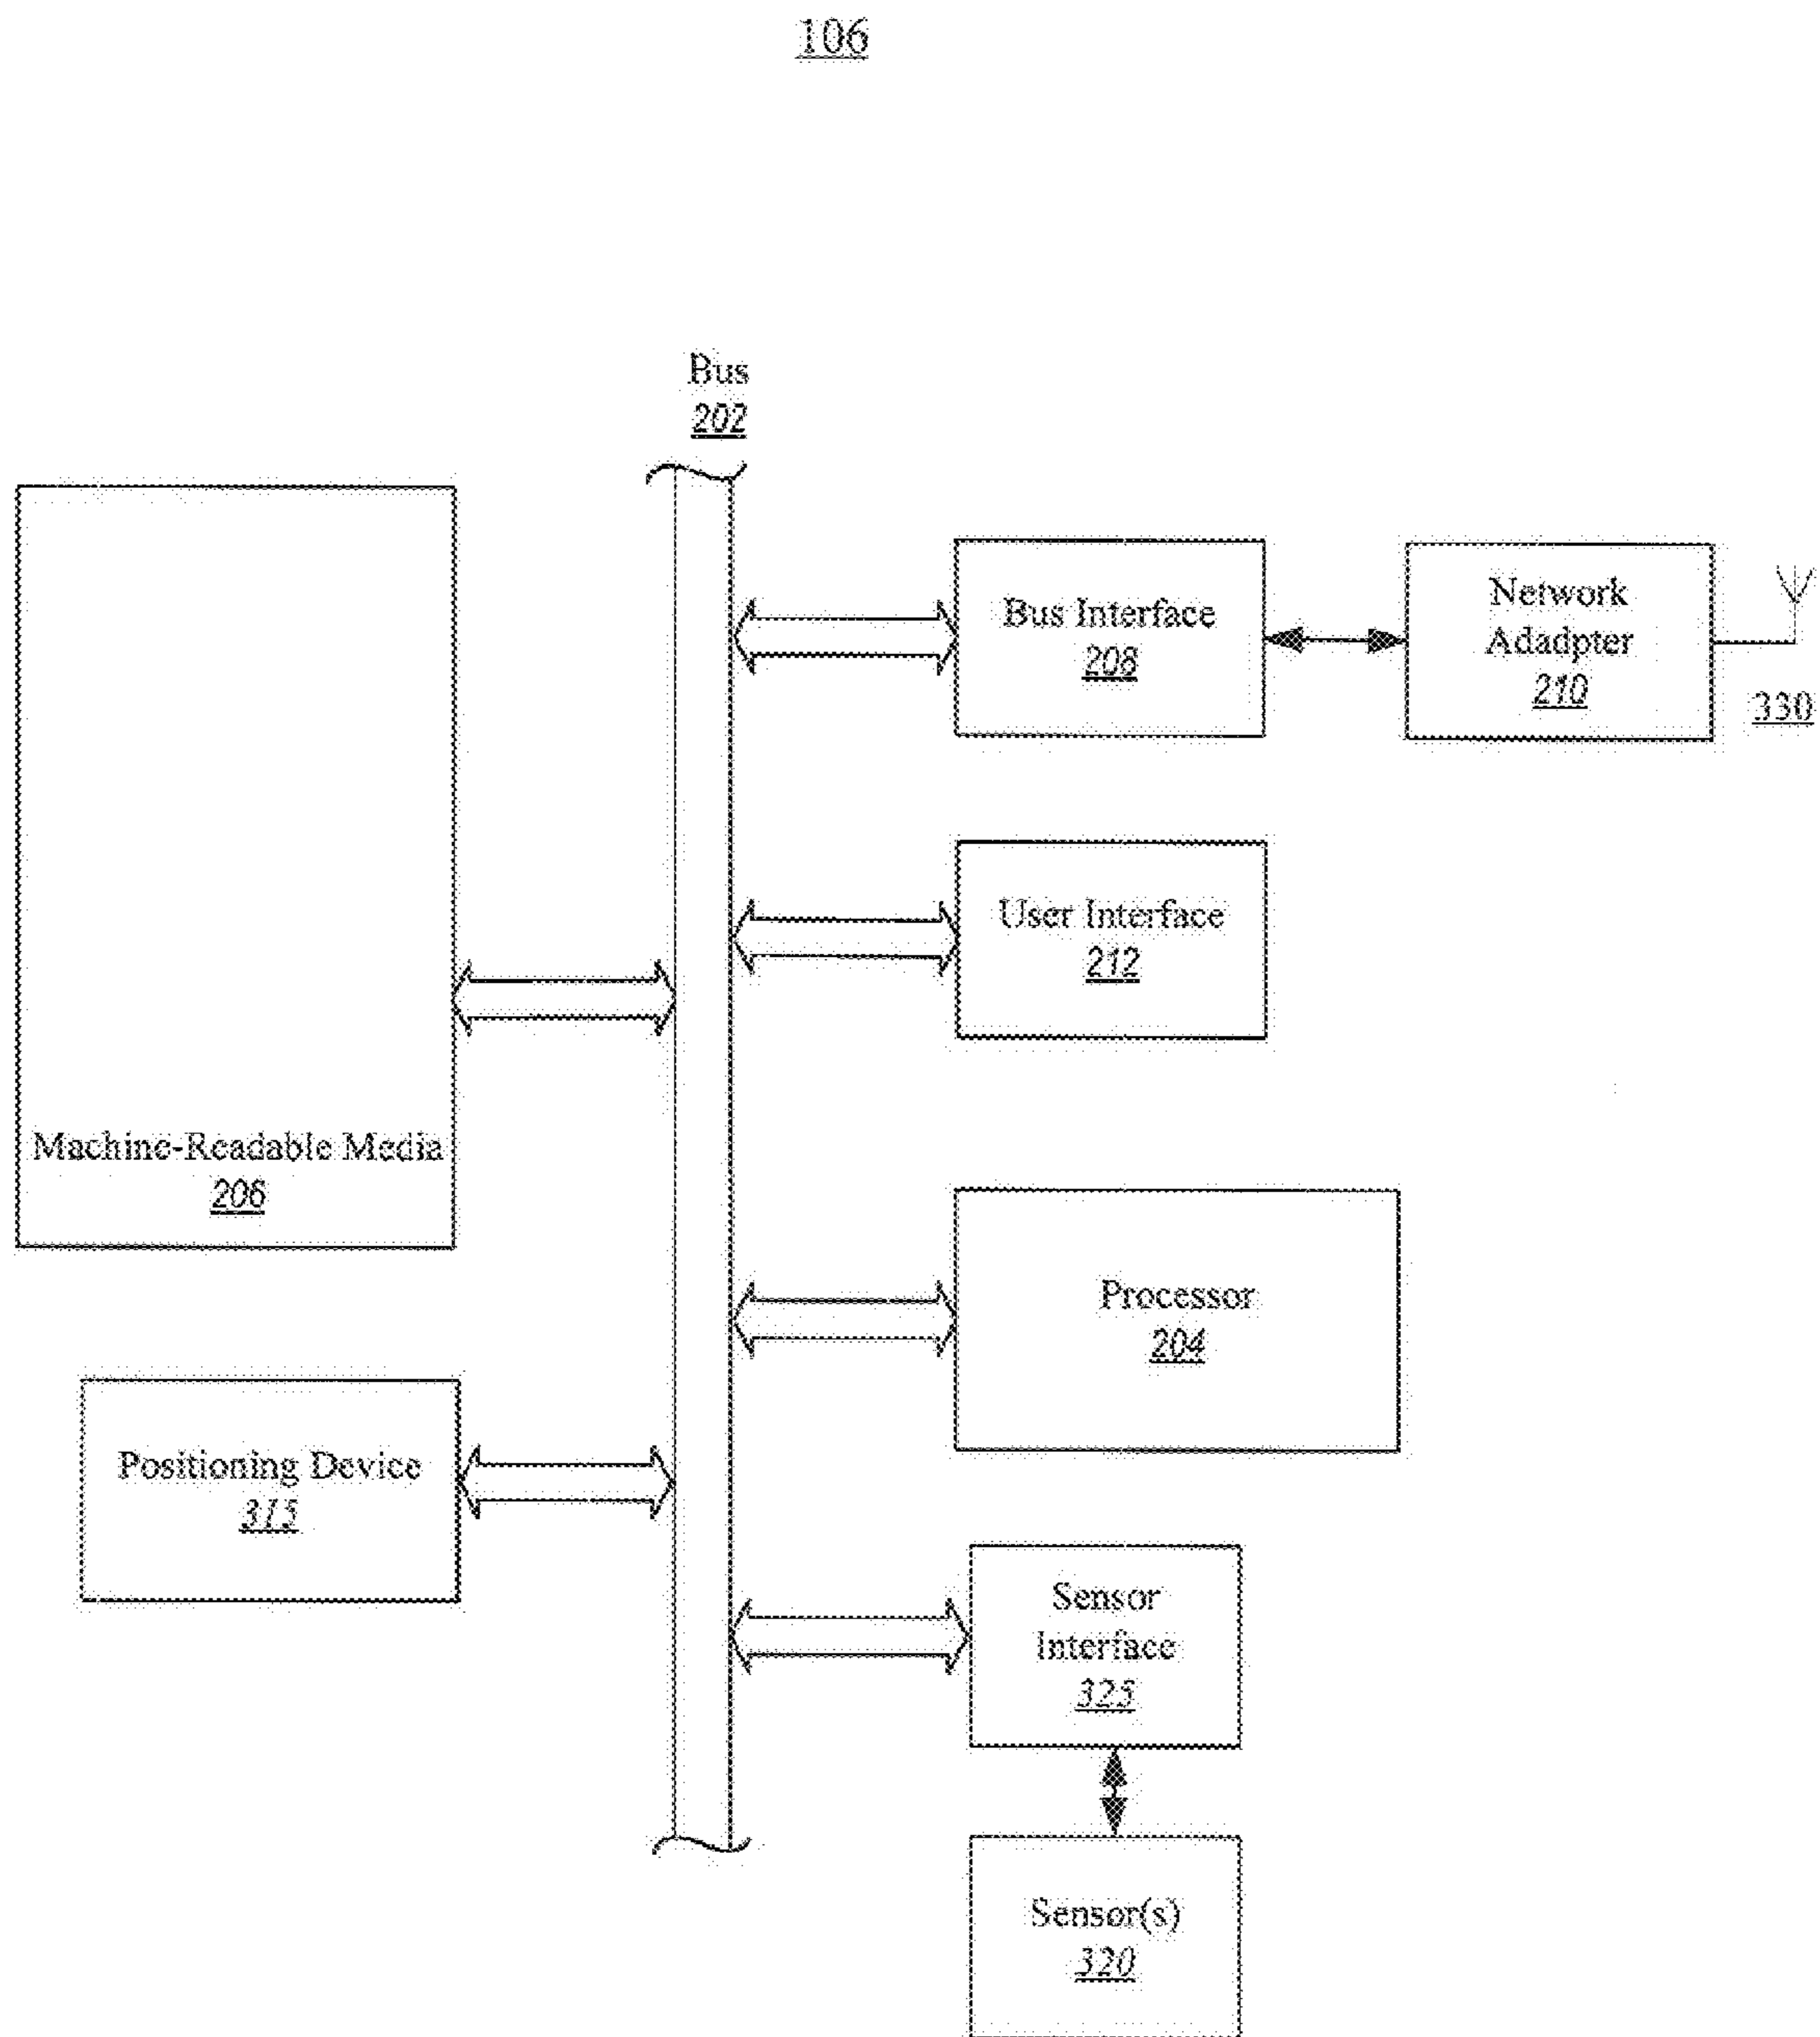 106
Bus
202
Bus Interface
208
Network
Adadpter
210
330
User Interface
212
Machine-Readable Media
206
Processor
204
Positioning Device
315
Sensor
Interface
325
Sensor(s)
320